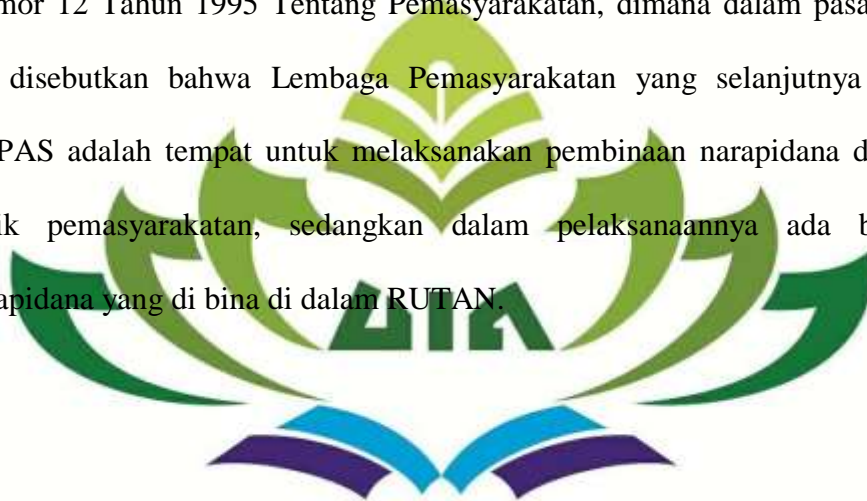 mor 12 Tahun 1995 Tentang Pemasyarakatan, dimana dalam pasa
disebutkan bahwa Lembaga Pemasyarakatan yang selanjutnya
PAS adalah tempat untuk melaksanakan pembinaan narapidana d
ik pemasyarakatan, sedangkan dalam pelaksanaannya ada b
apidana yang di bina di dalam RUTAN.